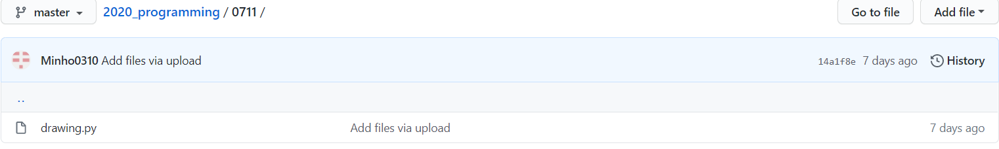 master 2020_programming / 0711 / Go to file Add file
Minho0310 Add files via upload 14a1f8e 7 days ago History
..
drawing.py Add files via upload 7 days ago